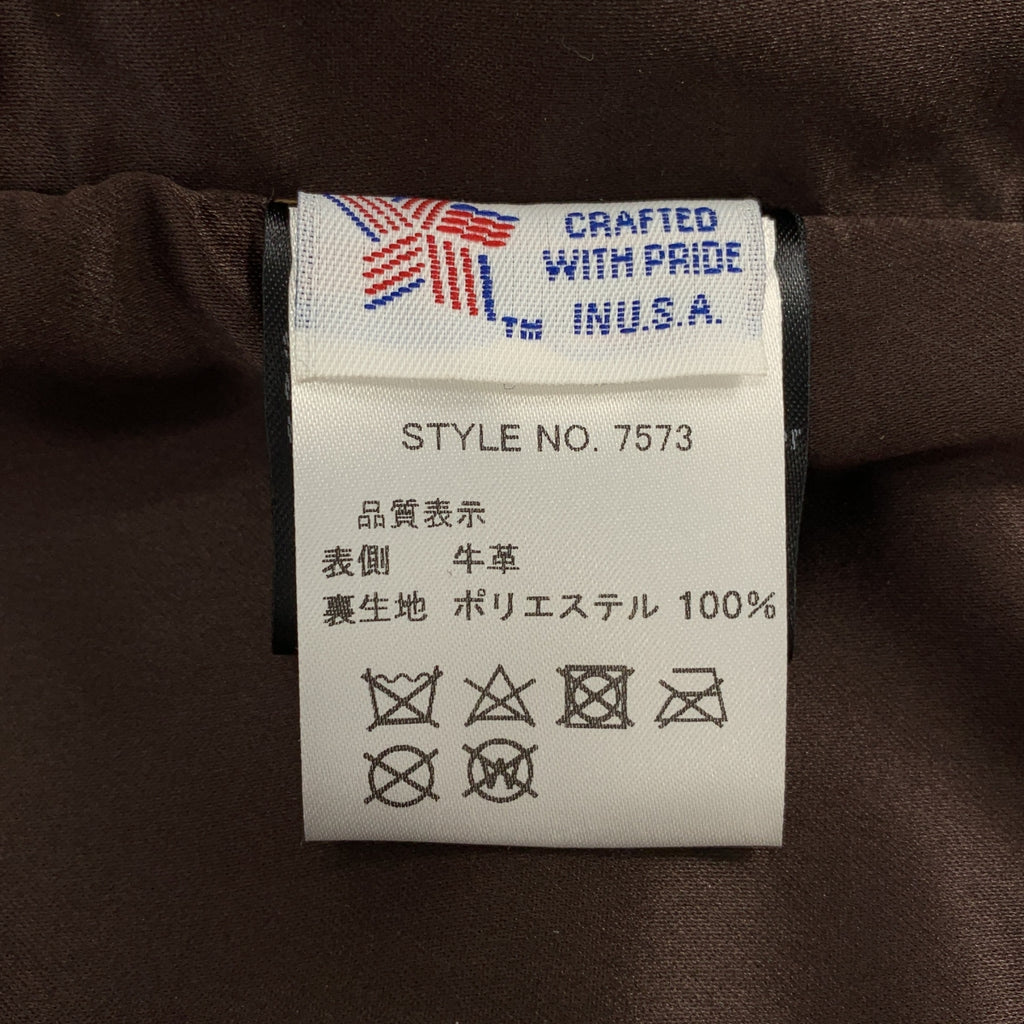 CRAFTED
WITH PRIDE
IN U.S.A.
TM
STYLE NO. 7573
品質表示
表側 牛革
裏生地 ポリエステル 100%
W